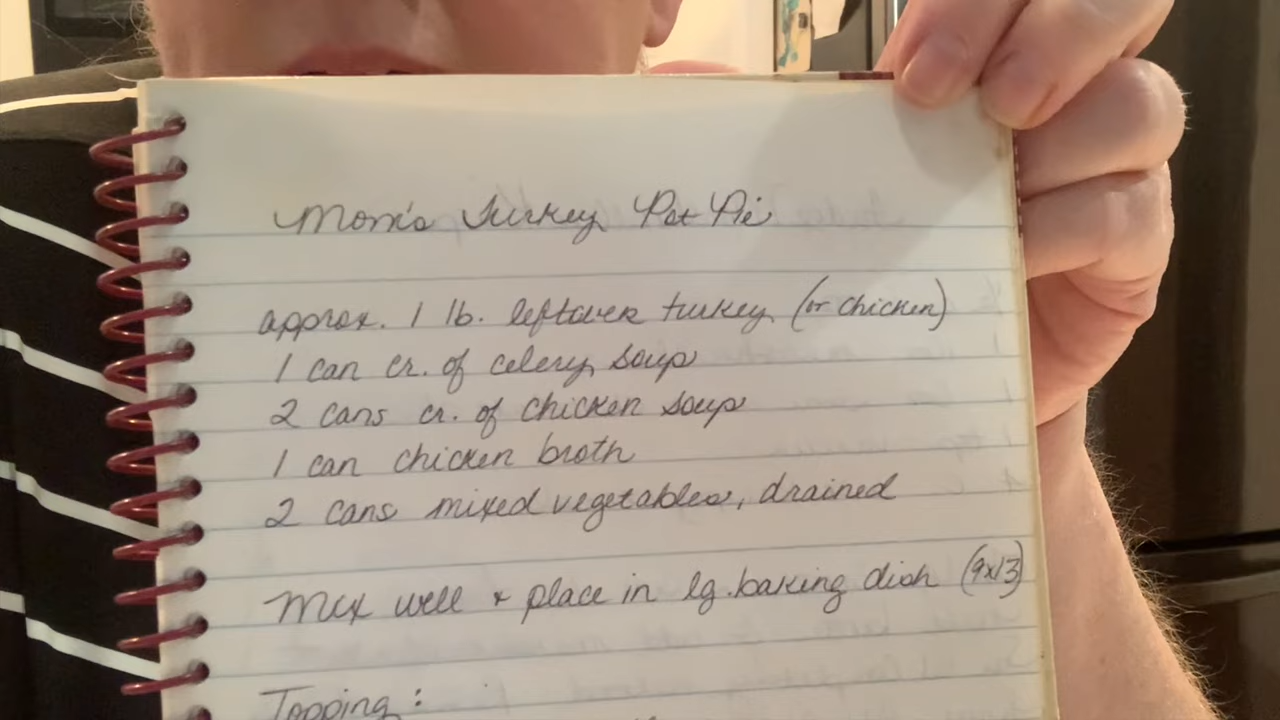 Mom's Turkey Pot Pie
approx. 1 lb. leftover turkey (or chicken)
1 can cr. of celery soup
2 cans cr. of chicken soup
1 can chicken broth
2 cans mixed vegetables, drained
Mix well + place in lg. baking dish (9x13)
Topping: